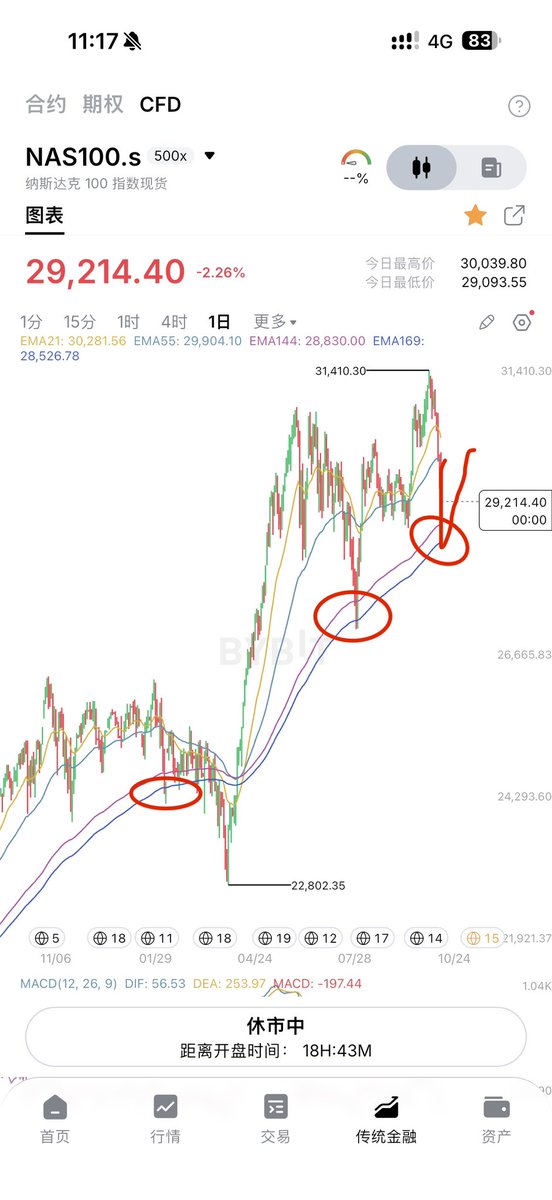 11:17
4G 83
合约 期权 CFD
NAS100.s 500x
--%
纳斯达克 100 指数现货
图表
29,214.40 -2.26%
今日最高价 30,039.80
今日最低价 29,093.55
1分 15分 1时 4时 1日 更多
EMA21: 30,281.56 EMA55: 29,904.10 EMA144: 28,830.00 EMA169:
28,526.78
31,410.30
31,410.30
29,214.40
00:00
26,665.83
24,293.60
22,802.35
5 18 11 18 19 12 17 14 15 21,921.37
11/06 01/29 04/24 07/28 10/24
MACD(12, 26, 9) DIF: 56.53 DEA: 253.97 MACD: -197.44
1.04K
休市中
距离开盘时间： 18H:43M
首页 行情 交易 传统金融 资产